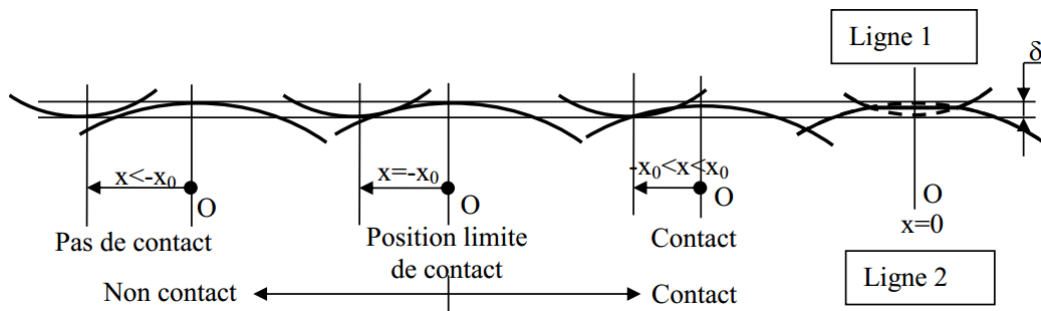 Ligne 1
δ
x<-x₀
x=-x₀
-x₀<x<x₀
O
O
O
O
x=0
Pas de contact
Position limite
de contact
Contact
Ligne 2
Non contact
Contact